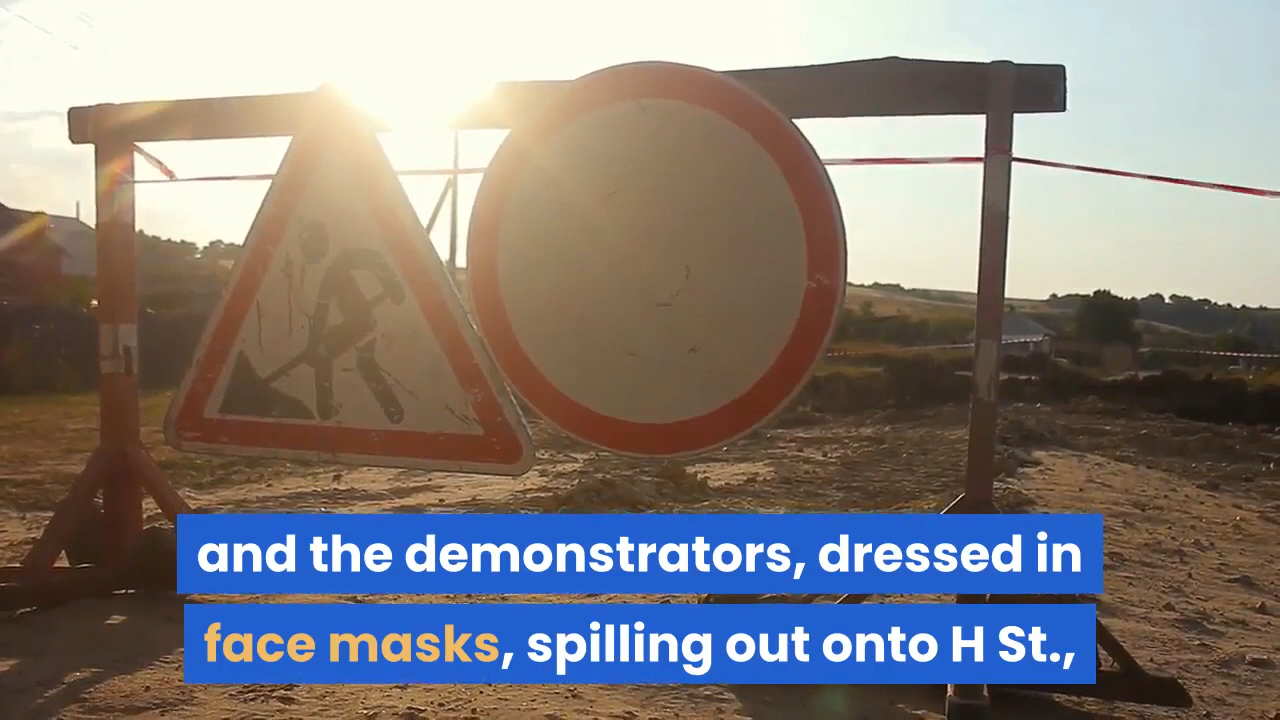 and the demonstrators, dressed in
face masks, spilling out onto H St.,